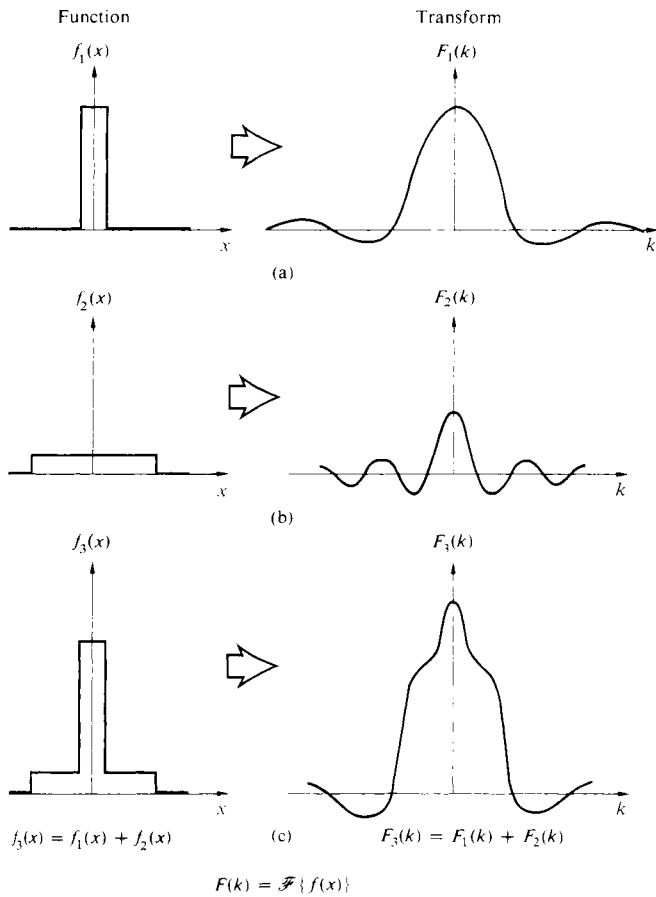 Function Transform
f₁(x) F₁(k)
x k
(a)
f₂(x) F₂(k)
x k
(b)
f₃(x) F₃(k)
x k
f₃(x) = f₁(x) + f₂(x) (c) F₃(k) = F₁(k) + F₂(k)
F(k) = ℱ{f(x)}